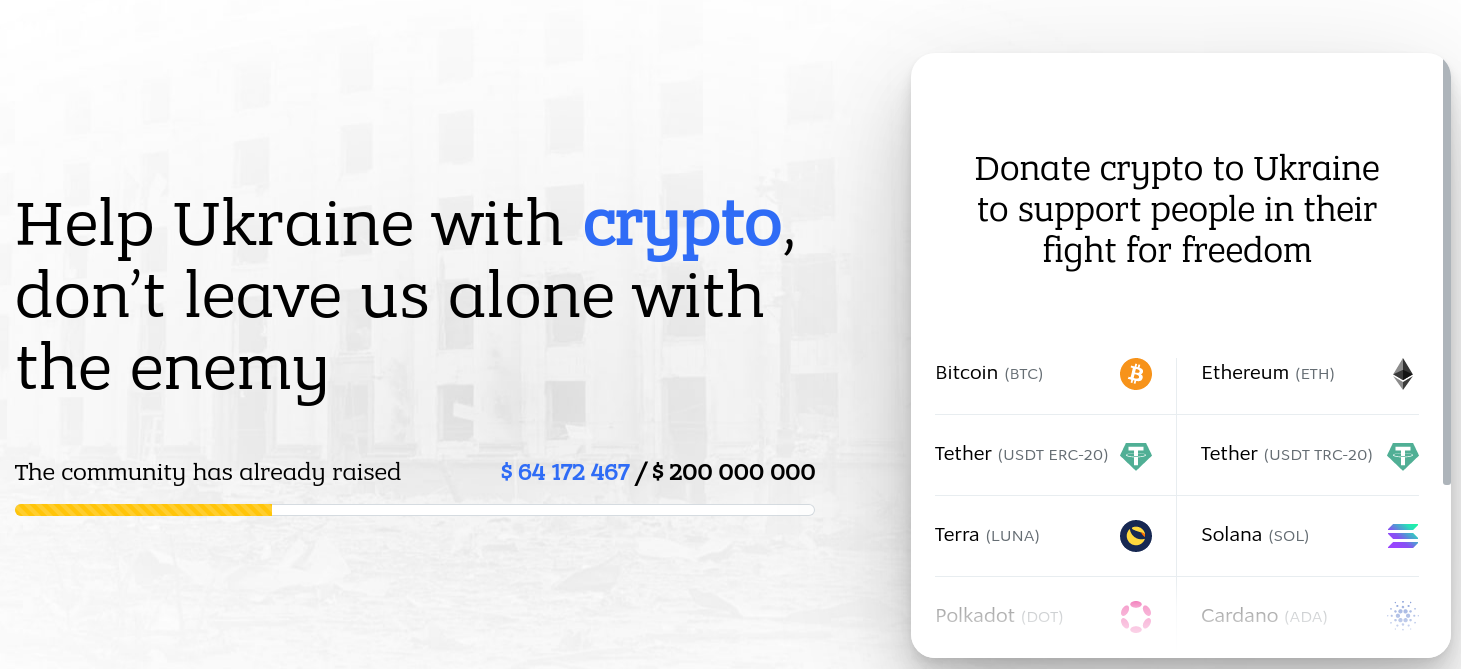 Help Ukraine with crypto,
don’t leave us alone with
the enemy
The community has already raised $ 64 172 467 / $ 200 000 000
Donate crypto to Ukraine
to support people in their
fight for freedom
Bitcoin (BTC)
Ethereum (ETH)
Tether (USDT ERC-20)
Tether (USDT TRC-20)
Terra (LUNA)
Solana (SOL)
Polkadot (DOT)
Cardano (ADA)